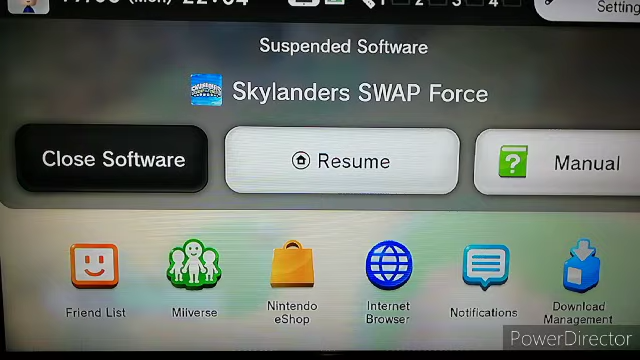 Setting
Suspended Software
Skylanders SWAP Force
Close Software
Resume
Manual
Friend List
Miiverse
Nintendo
eShop
Internet
Browser
Notifications
Download
Management
PowerDirector